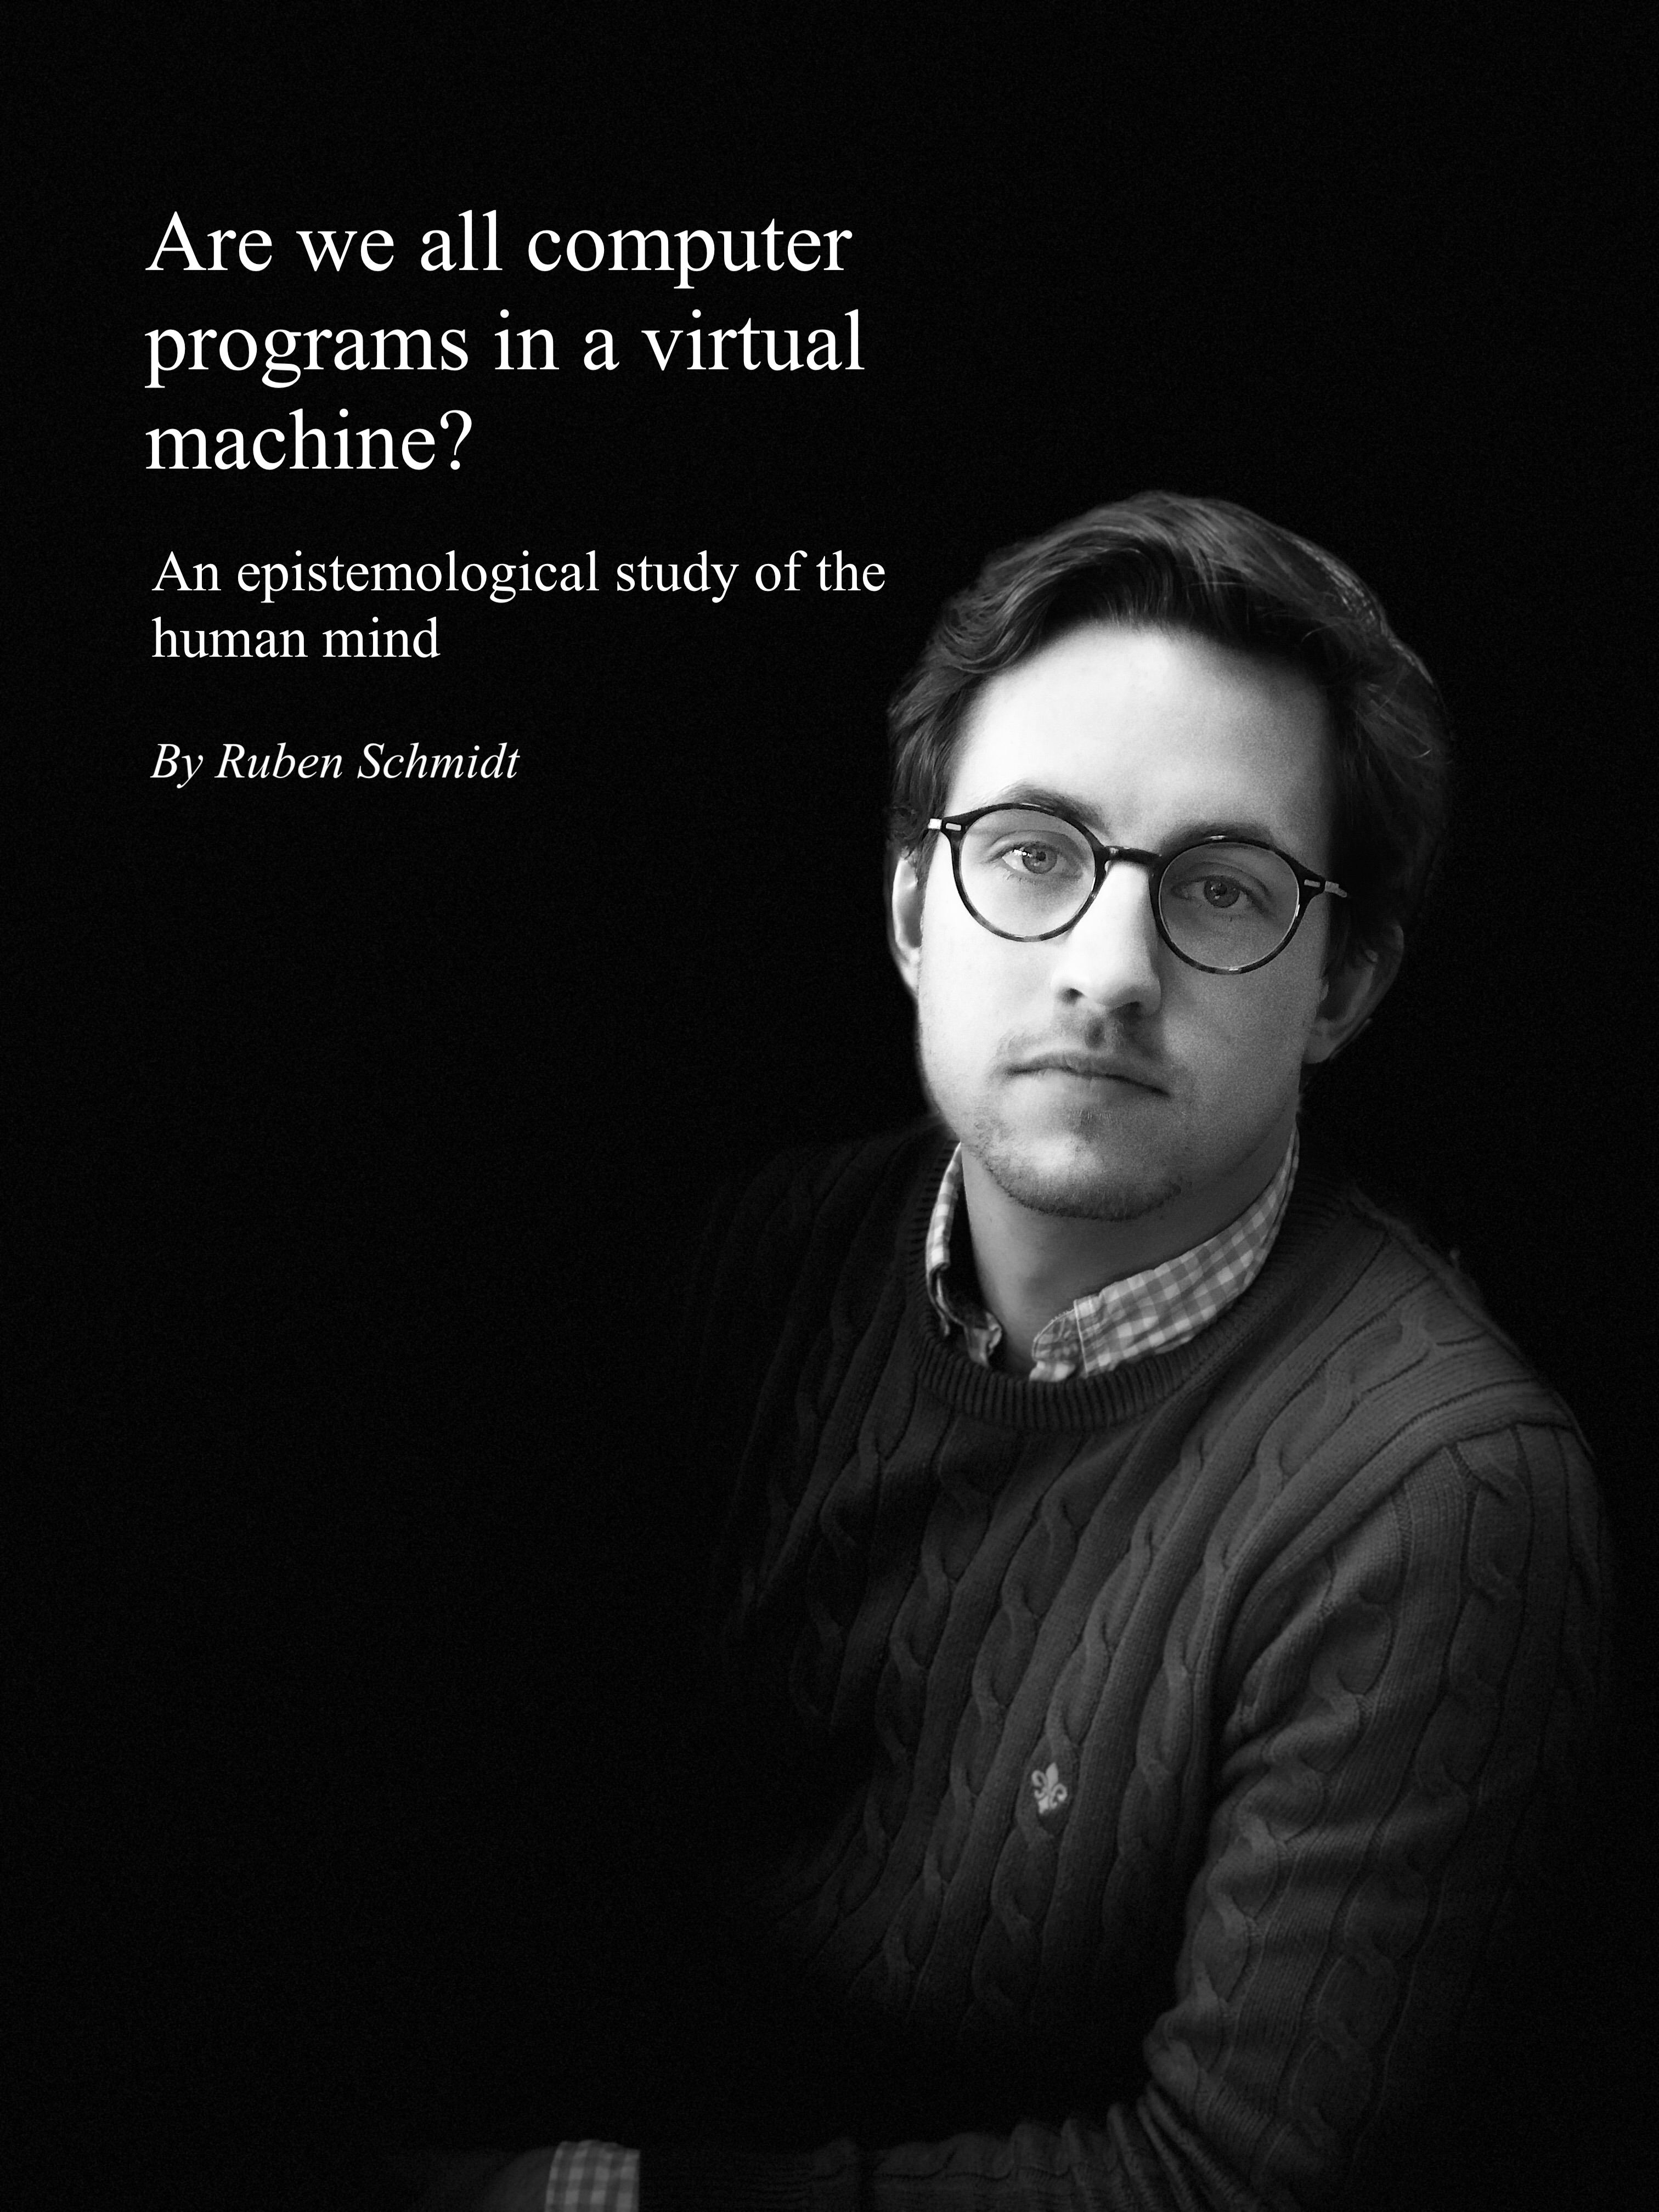 Are we all computer
programs in a virtual
machine?
An epistemological study of the
human mind
By Ruben Schmidt